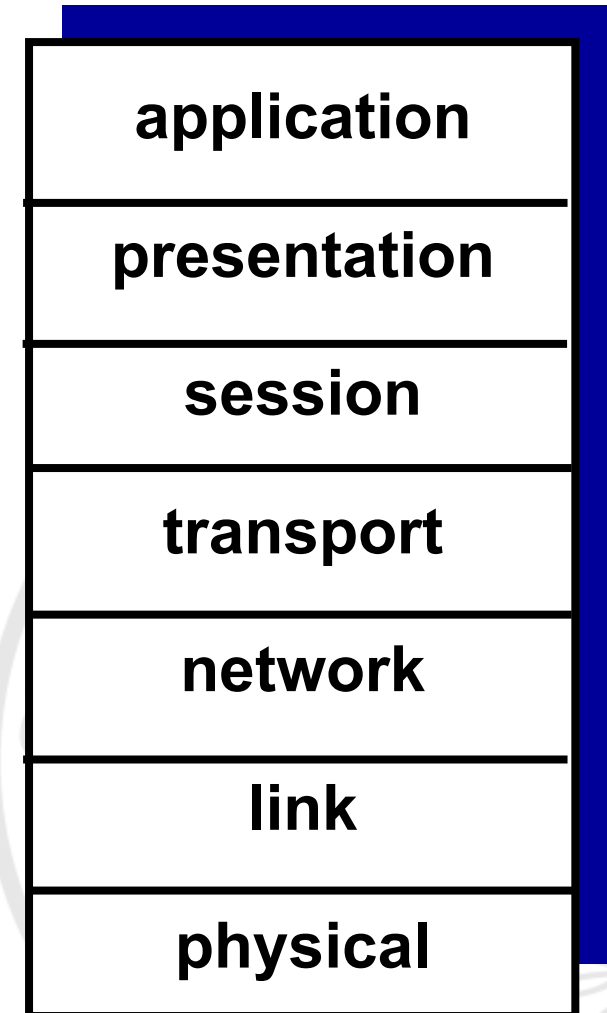 application
presentation
session
transport
network
link
physical